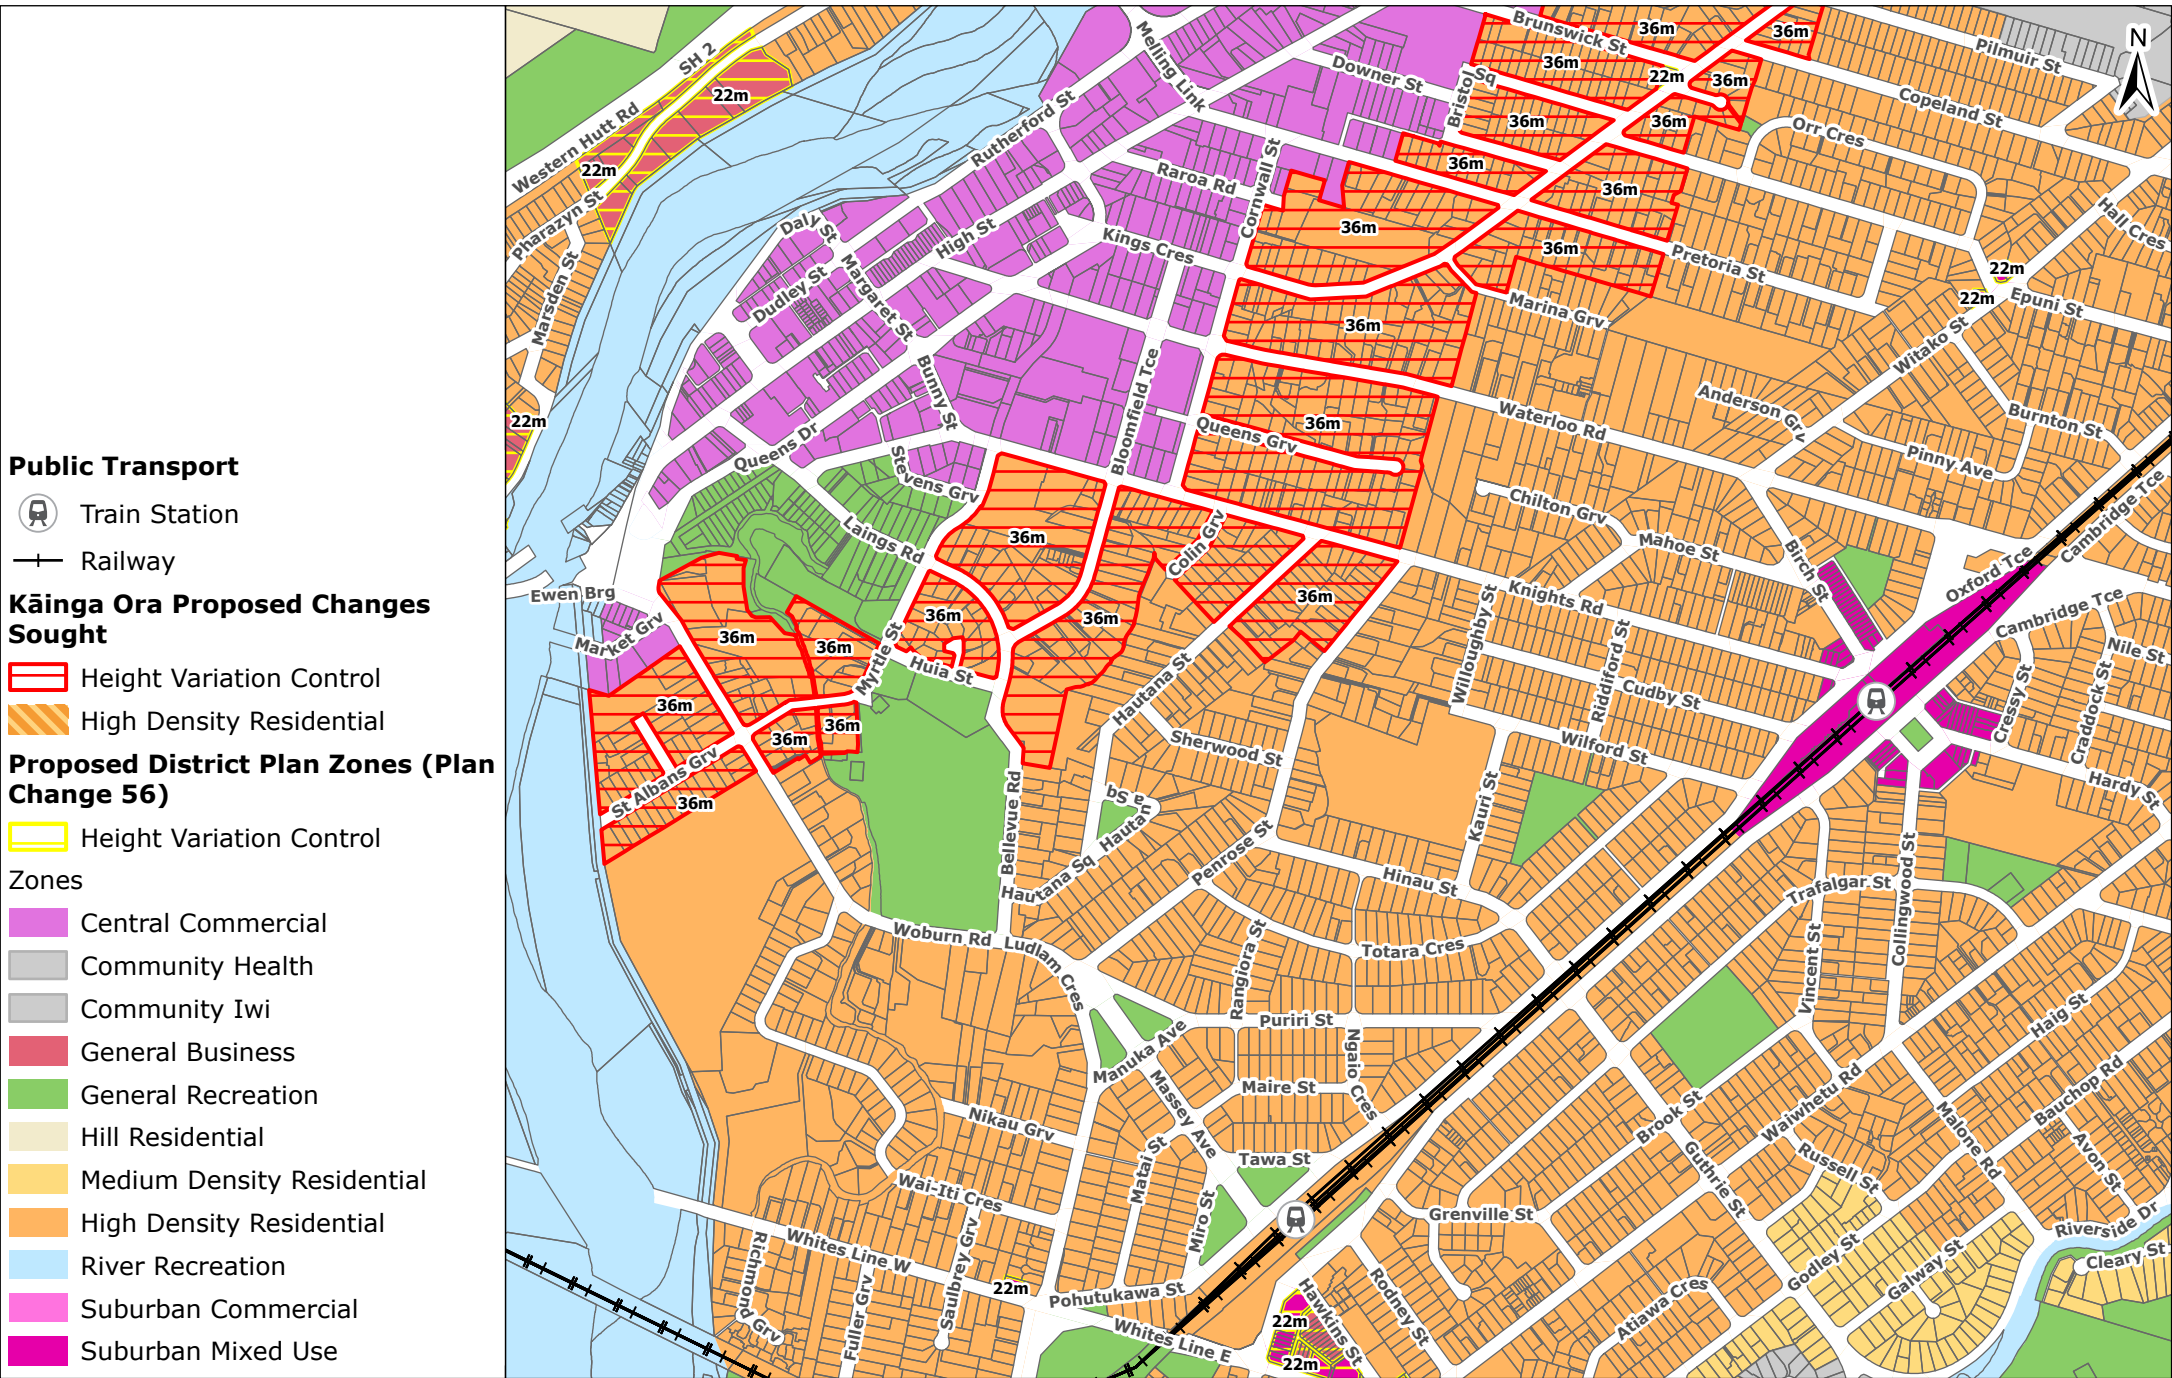 Public Transport
Train Station
Railway
Kāinga Ora Proposed Changes
Sought
Height Variation Control
High Density Residential
Proposed District Plan Zones (Plan
Change 56)
Height Variation Control
Zones
Central Commercial
Community Health
Community Iwi
General Business
General Recreation
Hill Residential
Medium Density Residential
High Density Residential
River Recreation
Suburban Commercial
Suburban Mixed Use
N
SH 2
Western Hutt Rd
22m
22m
Pharazyn St
Marsden St
22m
Melling Link
Rutherford St
Downer St
Bristol Sq
Brunswick St
36m
36m
36m
22m
36m
36m
36m
36m
36m
36m
36m
36m
36m
Pilmuir St
Copeland St
Orr Cres
Hall Cres
Pretoria St
22m
22m
Epuni St
Raroa Rd
Cornwall St
Daly St
High St
Kings Cres
Dudley St
Margaret St
Marina Grv
Witako St
Bunny St
Bloomfield Tce
Queens Dr
Stevens Grv
Queens Grv
Waterloo Rd
Anderson Grv
Burnton St
Pinny Ave
Laings Rd
36m
Colin Grv
Chilton Grv
Mahoe St
Birch St
Oxford Tce
Cambridge Tce
Cambridge Tce
Ewen Brg
Market Grv
36m
36m
36m
36m
36m
Myrtle St
Huia St
Knights Rd
Willoughby St
Riddiford St
Cudby St
Wilford St
Nile St
Cressy St
Craddock St
Hardy St
36m
36m
36m
St Albans Grv
36m
Hautana St
Sherwood St
Hautana Sq
Hautana Sq
Bellevue Rd
Penrose St
Kauri St
Hinau St
Trafalgar St
Collingwood St
Vincent St
Woburn Rd
Ludlam Cres
Rangiora St
Totara Cres
Puriri St
Ngaio Cres
Maire St
Manuka Ave
Massey Ave
Haig St
Bauchop Rd
Waiwhetu Rd
Brook St
Guthrie St
Malone Rd
Avon St
Russell St
Nikau Grv
Matai St
Tawa St
Miro St
Wai-Iti Cres
Grenville St
Riverside Dr
Cleary St
Godley St
Galway St
Whites Line W
Richmond Grv
Fuller Grv
Saulbrey Grv
22m
Pohutukawa St
Whites Line E
22m
22m
Hawkins St
Rodney St
Atiawa Cres